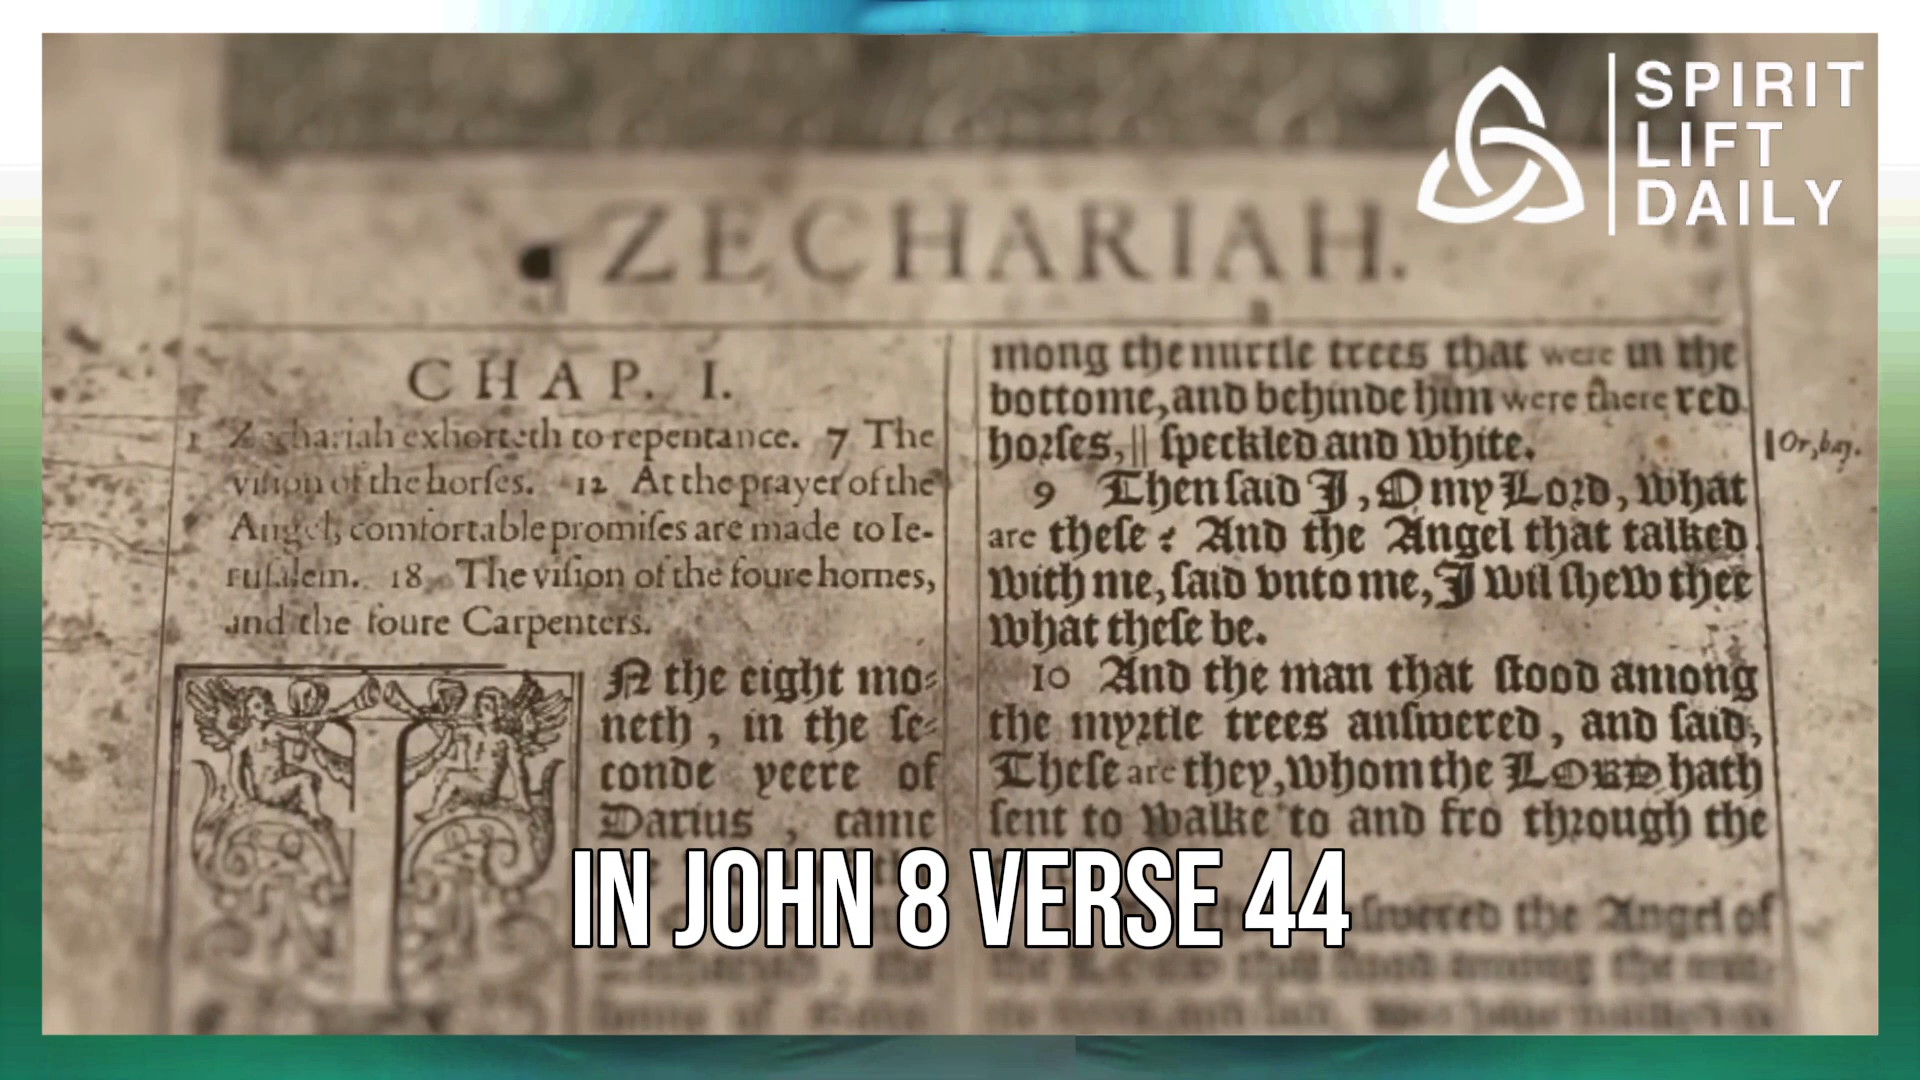 SPIRIT
LIFT
DAILY
¶ ZECHARIAH.
CHAP. I.
1 Zechariah exhorteth to repentance. 7 The
viſion of the horſes. 12 At the prayer of the
Angel, comfortable promiſes are made to Ie-
ruſalem. 18 The viſion of the foure hornes,
and the foure Carpenters.
IN the eight mo-
neth, in the ſe-
conde yeere of
Darius, came
mong the mirtle trees that were in the
bottome, and behinde him were there red
horſes, || ſpeckled and white.
|| Or, bay.
9 Then ſaid I, O my Lord, what
are theſe? And the Angel that talked
with me, ſaid vnto me, I wil ſhew thee
what theſe be.
10 And the man that ſtood among
the myrtle trees anſwered, and ſaid,
Theſe are they, whom the LORD hath
ſent to walke to and fro through the
the Angel of
IN JOHN 8 VERSE 44